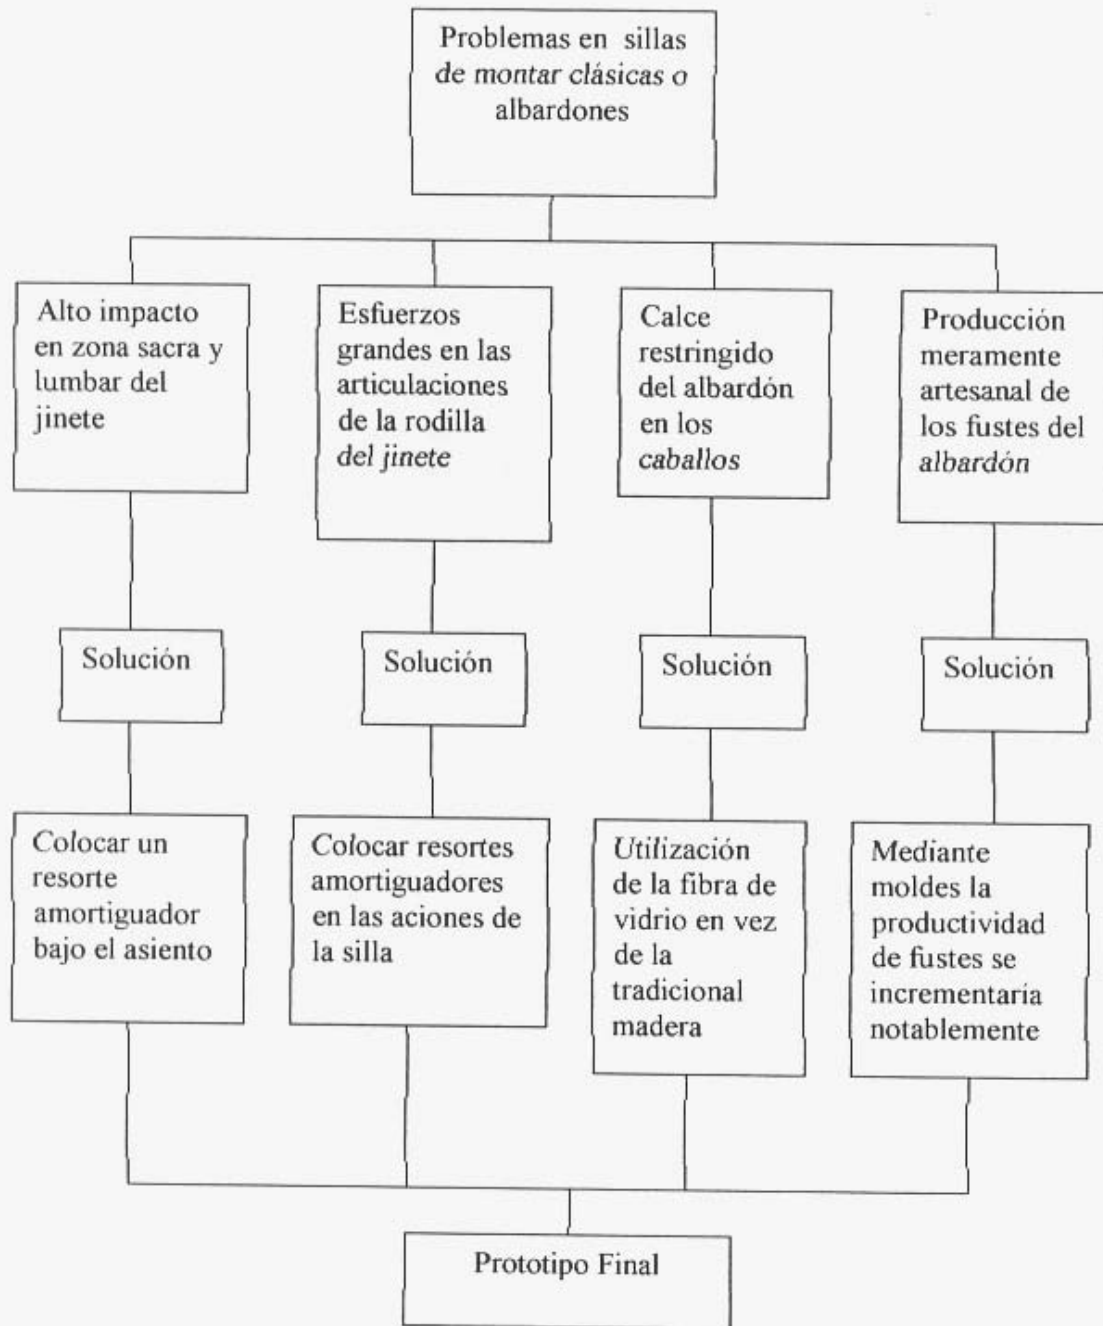 Problemas en sillas
de montar clásicas o
albardones
Alto impacto
en zona sacra y
lumbar del
jinete
Esfuerzos
grandes en las
articulaciones
de la rodilla
del jinete
Calce
restringido
del albardón
en los
caballos
Producción
meramente
artesanal de
los fustes del
albardón
Solución
Solución
Solución
Solución
Colocar un
resorte
amortiguador
bajo el asiento
Colocar resortes
amortiguadores
en las aciones de
la silla
Utilización
de la fibra de
vidrio en vez
de la
tradicional
madera
Mediante
moldes la
productividad
de fustes se
incrementaría
notablemente
Prototipo Final